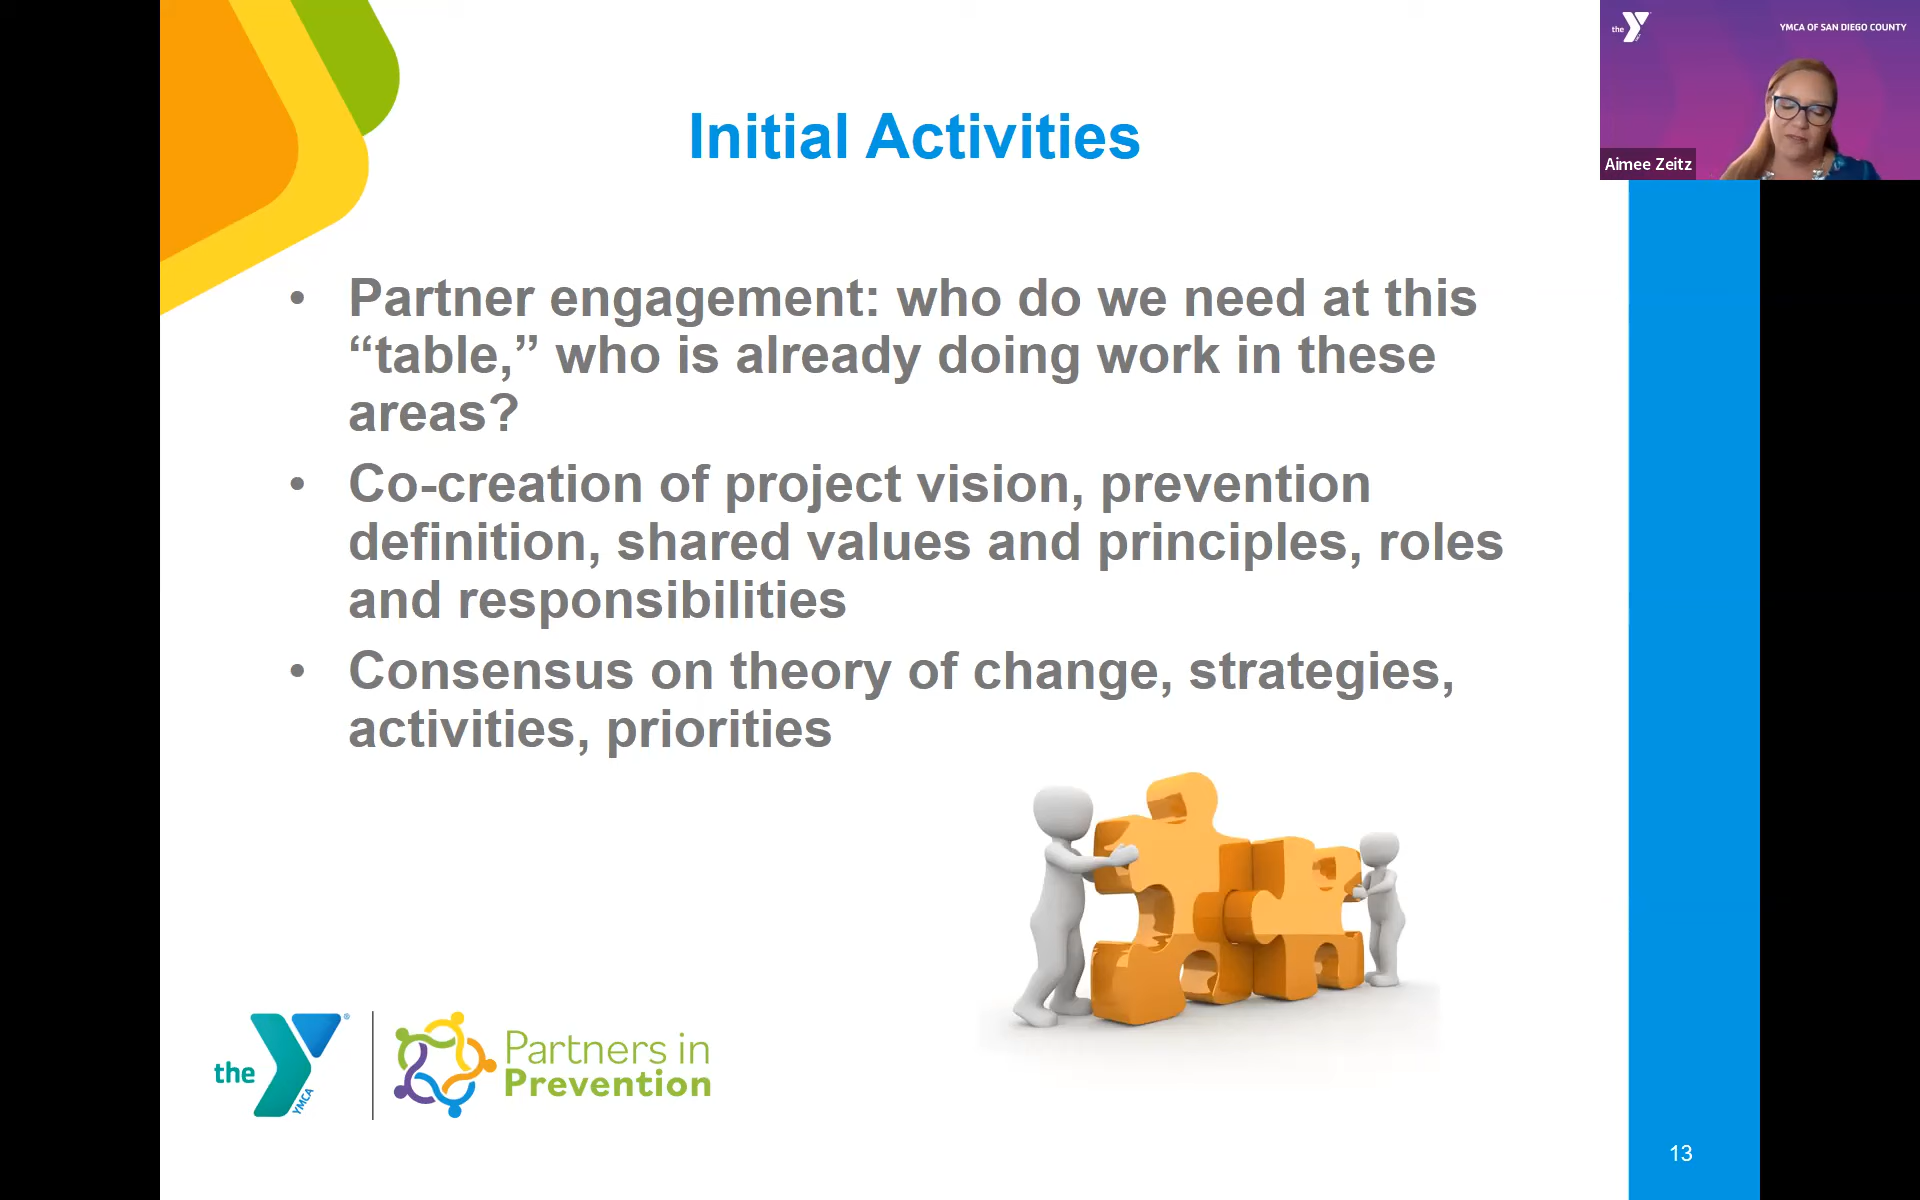 the
YMCA OF SAN DIEGO COUNTY
Aimee Zeitz
Initial Activities
• Partner engagement: who do we need at this
“table,” who is already doing work in these
areas?
• Co-creation of project vision, prevention
definition, shared values and principles, roles
and responsibilities
• Consensus on theory of change, strategies,
activities, priorities
the
YMCA
®
Partners in
Prevention
13